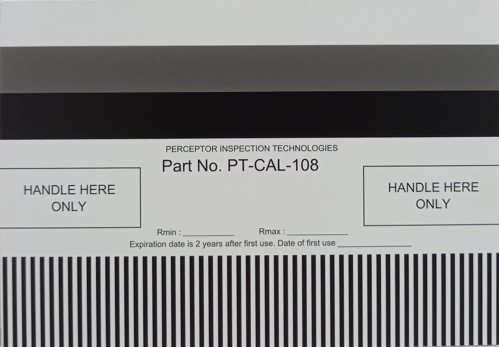 PERCEPTOR INSPECTION TECHNOLOGIES
Part No. PT-CAL-108
HANDLE HERE
ONLY
HANDLE HERE
ONLY
Rmin : ____________ Rmax : ______________
Expiration date is 2 years after first use. Date of first use _________________